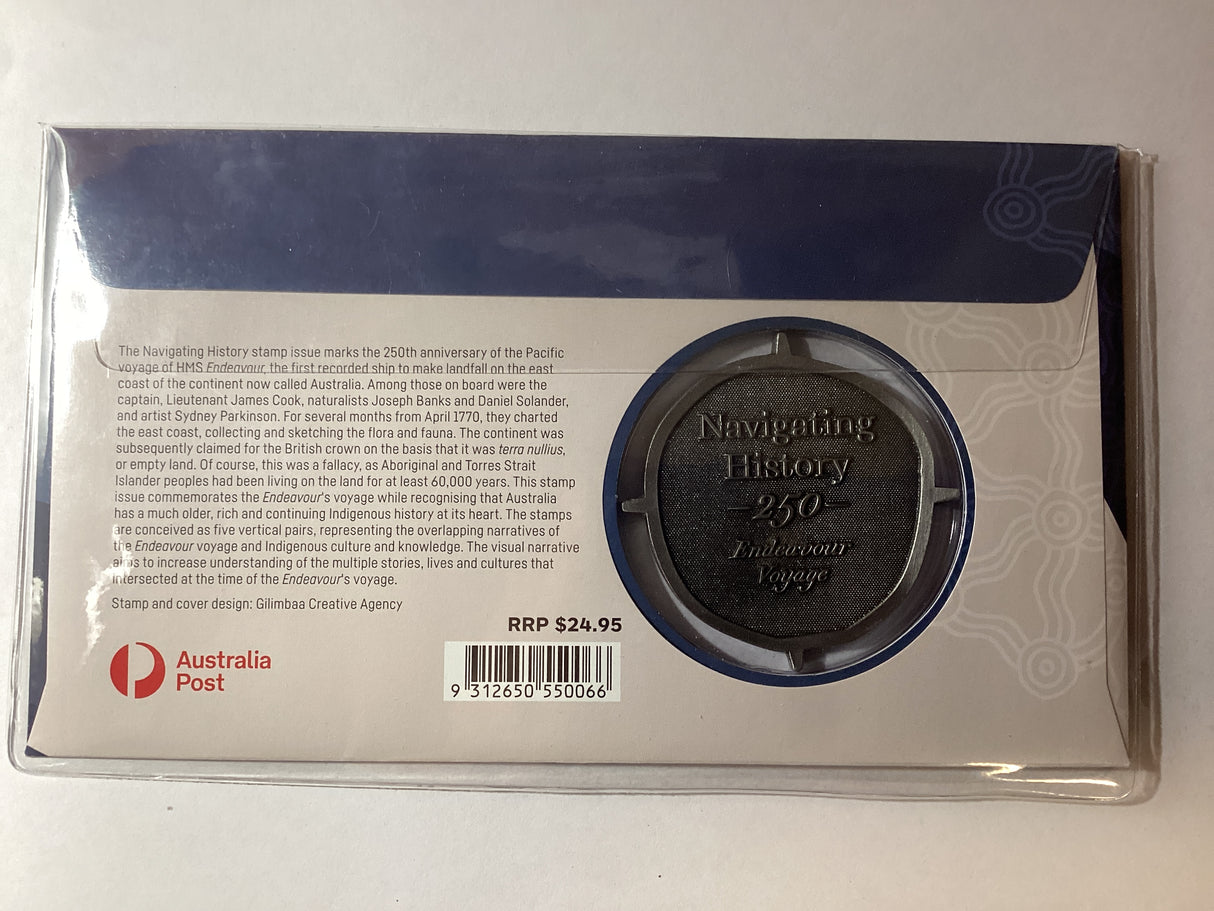 The Navigating History stamp issue marks the 250th anniversary of the Pacific
voyage of HMS Endeavour, the first recorded ship to make landfall on the east
coast of the continent now called Australia. Among those on board were the
captain, Lieutenant James Cook, naturalists Joseph Banks and Daniel Solander,
and artist Sydney Parkinson. For several months from April 1770, they charted
the east coast, collecting and sketching the flora and fauna. The continent was
subsequently claimed for the British crown on the basis that it was terra nullius,
or empty land. Of course, this was a fallacy, as Aboriginal and Torres Strait
Islander peoples had been living on the land for at least 60,000 years. This stamp
issue commemorates the Endeavour's voyage while recognising that Australia
has a much older, rich and continuing Indigenous history at its heart. The stamps
are conceived as five vertical pairs, representing the overlapping narratives of
the Endeavour voyage and Indigenous culture and knowledge. The visual narrative
aims to increase understanding of the multiple stories, lives and cultures that
intersected at the time of the Endeavour's voyage.
Stamp and cover design: Gilimbaa Creative Agency
RRP $24.95
Australia
Post
9 312650 550066
Navigating
History
250
Endeavour
Voyage